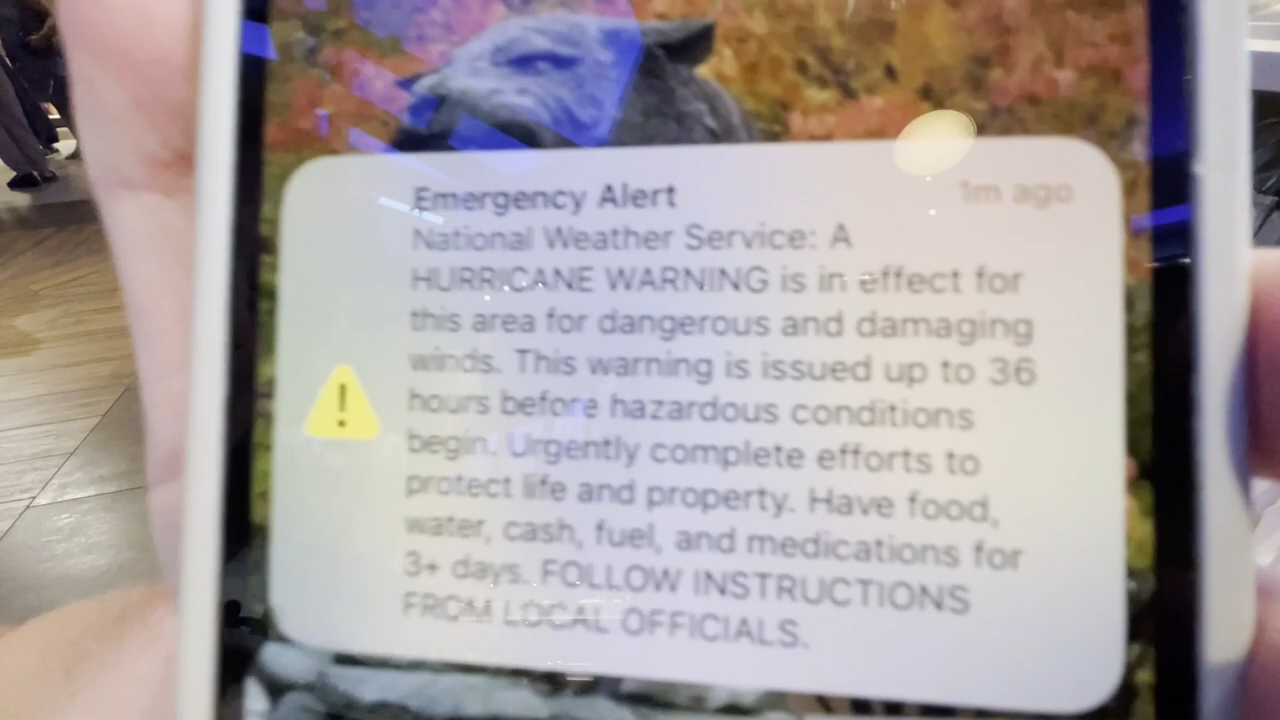 Emergency Alert 1m ago
National Weather Service: A
HURRICANE WARNING is in effect for
this area for dangerous and damaging
winds. This warning is issued up to 36
hours before hazardous conditions
begin. Urgently complete efforts to
protect life and property. Have food,
water, cash, fuel, and medications for
3+ days. FOLLOW INSTRUCTIONS
FROM LOCAL OFFICIALS.